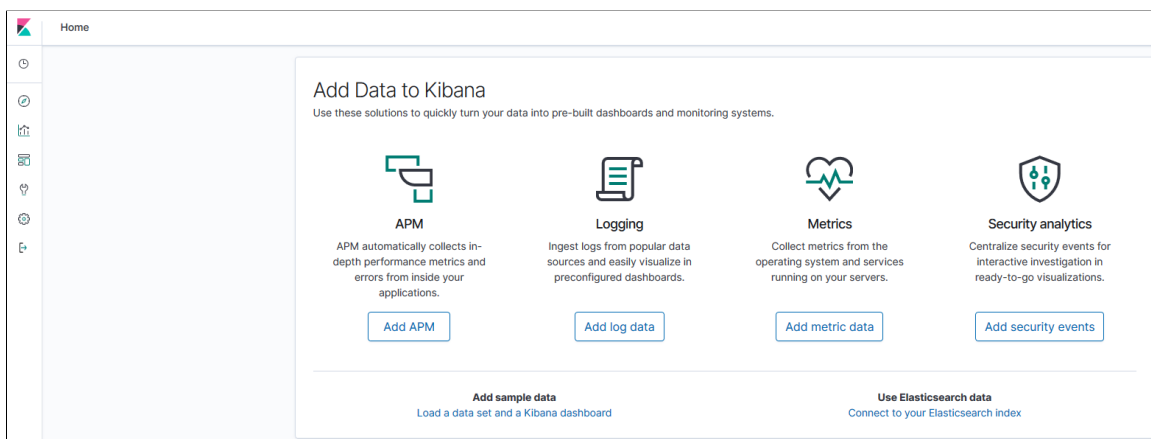 Home
Add Data to Kibana
Use these solutions to quickly turn your data into pre-built dashboards and monitoring systems.
APM
APM automatically collects in-
depth performance metrics and
errors from inside your
applications.
Add APM
Logging
Ingest logs from popular data
sources and easily visualize in
preconfigured dashboards.
Add log data
Metrics
Collect metrics from the
operating system and services
running on your servers.
Add metric data
Security analytics
Centralize security events for
interactive investigation in
ready-to-go visualizations.
Add security events
Add sample data
Load a data set and a Kibana dashboard
Use Elasticsearch data
Connect to your Elasticsearch index